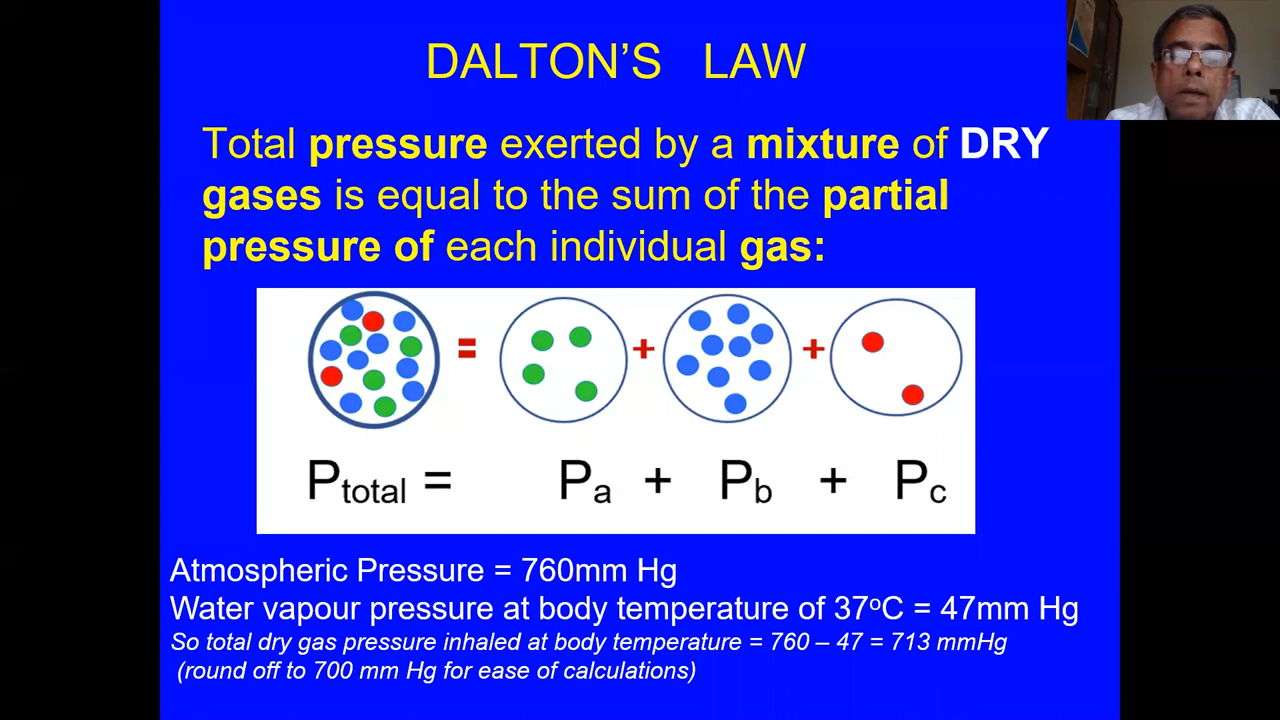 DALTON'S LAW
Total pressure exerted by a mixture of DRY
gases is equal to the sum of the partial
pressure of each individual gas:
= + +
Ptotal = Pa + Pb + Pc
Atmospheric Pressure = 760mm Hg
Water vapour pressure at body temperature of 37oC = 47mm Hg
So total dry gas pressure inhaled at body temperature = 760 – 47 = 713 mmHg
(round off to 700 mm Hg for ease of calculations)